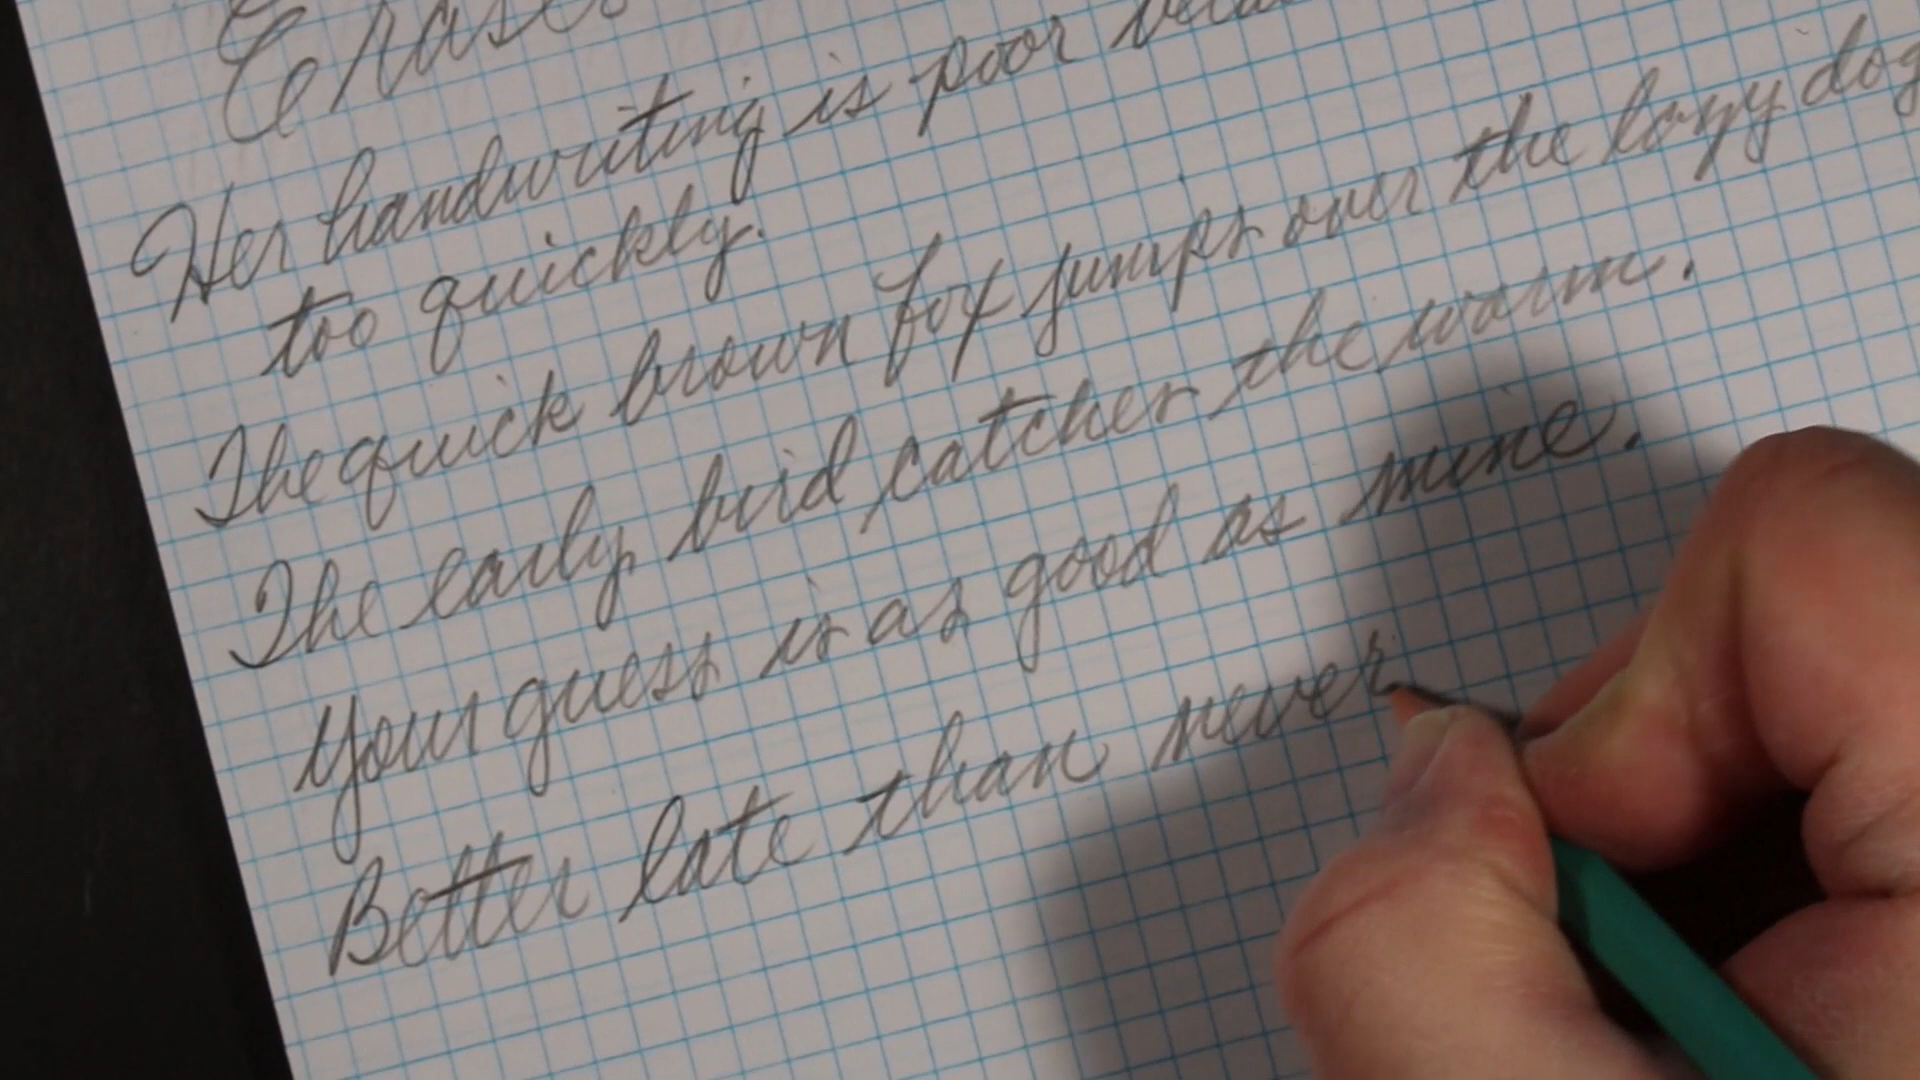 Erase
Her handwriting is poor
too quickly.
The quick brown fox jumps over the lazy dog
The early bird catches the worm.
Your guess is as good as mine.
Better late than never